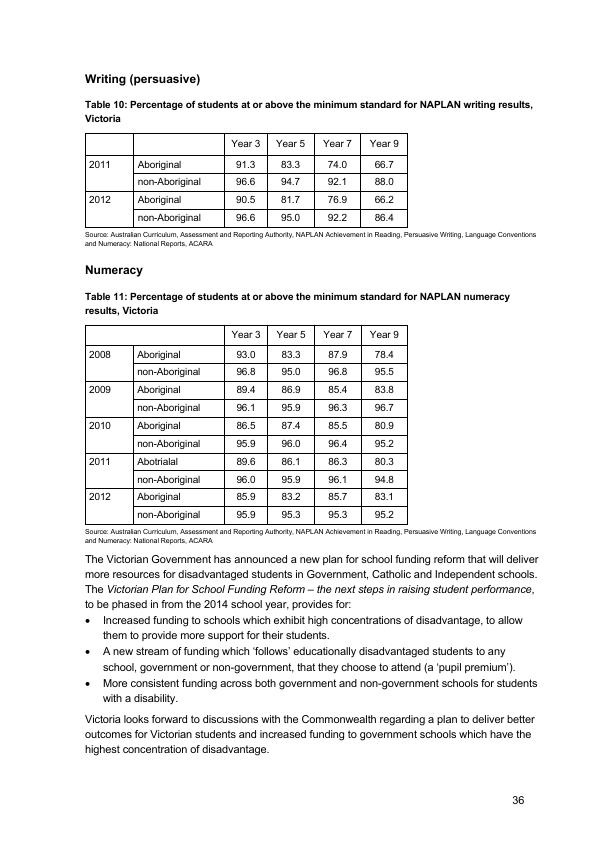 Writing (persuasive)
Table 10: Percentage of students at or above the minimum standard for NAPLAN writing results,
Victoria
Year 3 Year 5 Year 7 Year 9
2011 Aboriginal 91.3 83.3 74.0 66.7
non-Aboriginal 96.6 94.7 92.1 88.0
2012 Aboriginal 90.5 81.7 76.9 66.2
non-Aboriginal 96.6 95.0 92.2 86.4
Source: Australian Curriculum, Assessment and Reporting Authority, NAPLAN Achievement in Reading, Persuasive Writing, Language Conventions
and Numeracy: National Reports, ACARA
Numeracy
Table 11: Percentage of students at or above the minimum standard for NAPLAN numeracy
results, Victoria
Year 3 Year 5 Year 7 Year 9
2008 Aboriginal 93.0 83.3 87.9 78.4
non-Aboriginal 96.8 95.0 96.8 95.5
2009 Aboriginal 89.4 86.9 85.4 83.8
non-Aboriginal 96.1 95.9 96.3 96.7
2010 Aboriginal 86.5 87.4 85.5 80.9
non-Aboriginal 95.9 96.0 96.4 95.2
2011 Abotrialal 89.6 86.1 86.3 80.3
non-Aboriginal 96.0 95.9 96.1 94.8
2012 Aboriginal 85.9 83.2 85.7 83.1
non-Aboriginal 95.9 95.3 95.3 95.2
Source: Australian Curriculum, Assessment and Reporting Authority, NAPLAN Achievement in Reading, Persuasive Writing, Language Conventions
and Numeracy: National Reports, ACARA
The Victorian Government has announced a new plan for school funding reform that will deliver
more resources for disadvantaged students in Government, Catholic and Independent schools.
The Victorian Plan for School Funding Reform – the next steps in raising student performance,
to be phased in from the 2014 school year, provides for:
• Increased funding to schools which exhibit high concentrations of disadvantage, to allow
them to provide more support for their students.
• A new stream of funding which ‘follows’ educationally disadvantaged students to any
school, government or non-government, that they choose to attend (a ‘pupil premium’).
• More consistent funding across both government and non-government schools for students
with a disability.
Victoria looks forward to discussions with the Commonwealth regarding a plan to deliver better
outcomes for Victorian students and increased funding to government schools which have the
highest concentration of disadvantage.
36